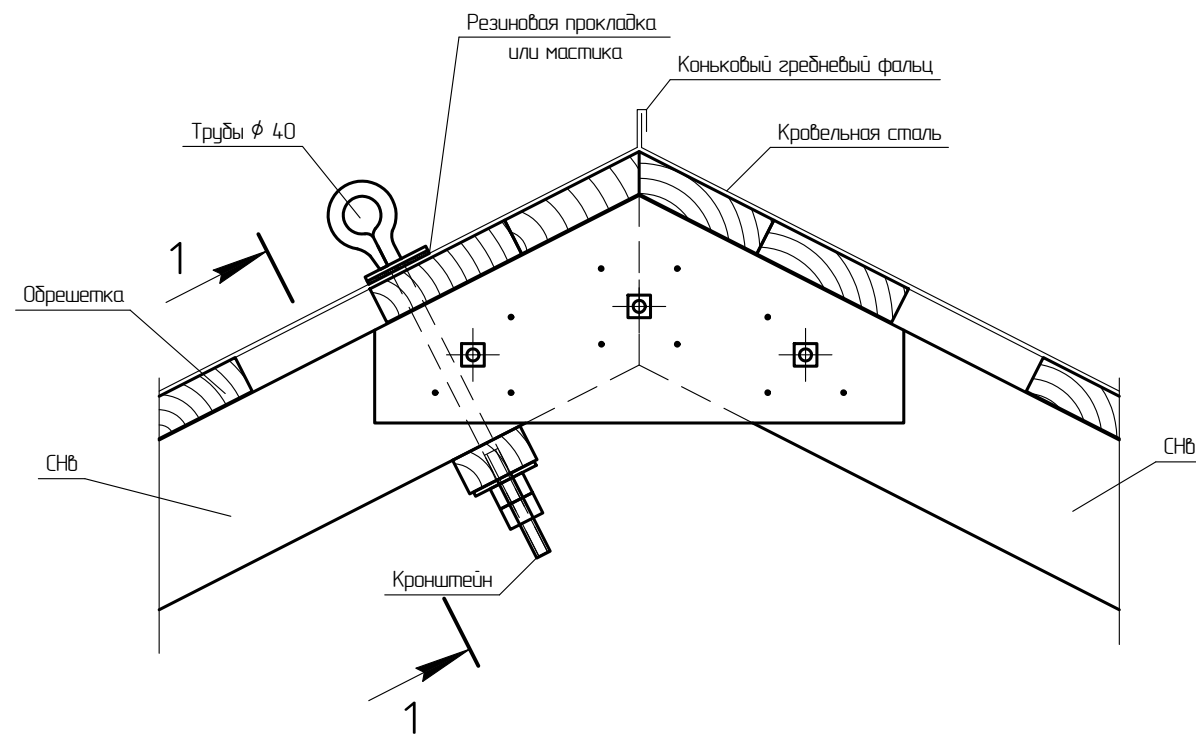 Резиновая прокладка
или мастика
Коньковый гребневый фальц
Трубы ϕ 40
Кровельная сталь
1
Обрешетка
СНв
СНв
Кронштейн
1